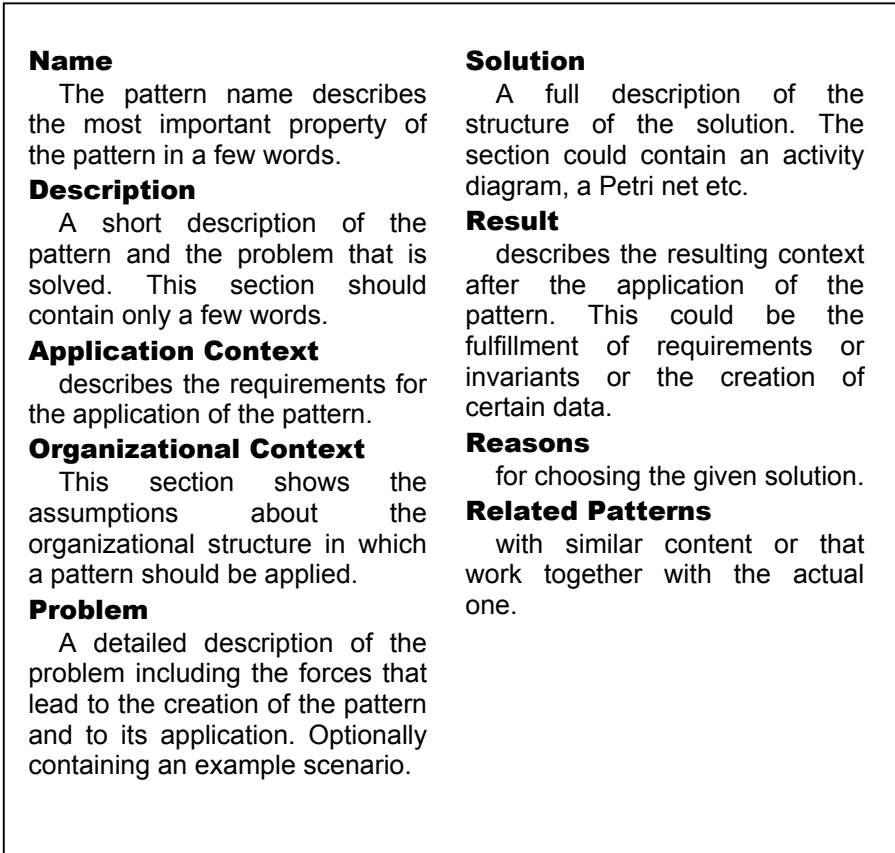 Name
The pattern name describes
the most important property of
the pattern in a few words.
Description
A short description of the
pattern and the problem that is
solved. This section should
contain only a few words.
Application Context
describes the requirements for
the application of the pattern.
Organizational Context
This section shows the
assumptions about the
organizational structure in which
a pattern should be applied.
Problem
A detailed description of the
problem including the forces that
lead to the creation of the pattern
and to its application. Optionally
containing an example scenario.
Solution
A full description of the
structure of the solution. The
section could contain an activity
diagram, a Petri net etc.
Result
describes the resulting context
after the application of the
pattern. This could be the
fulfillment of requirements or
invariants or the creation of
certain data.
Reasons
for choosing the given solution.
Related Patterns
with similar content or that
work together with the actual
one.